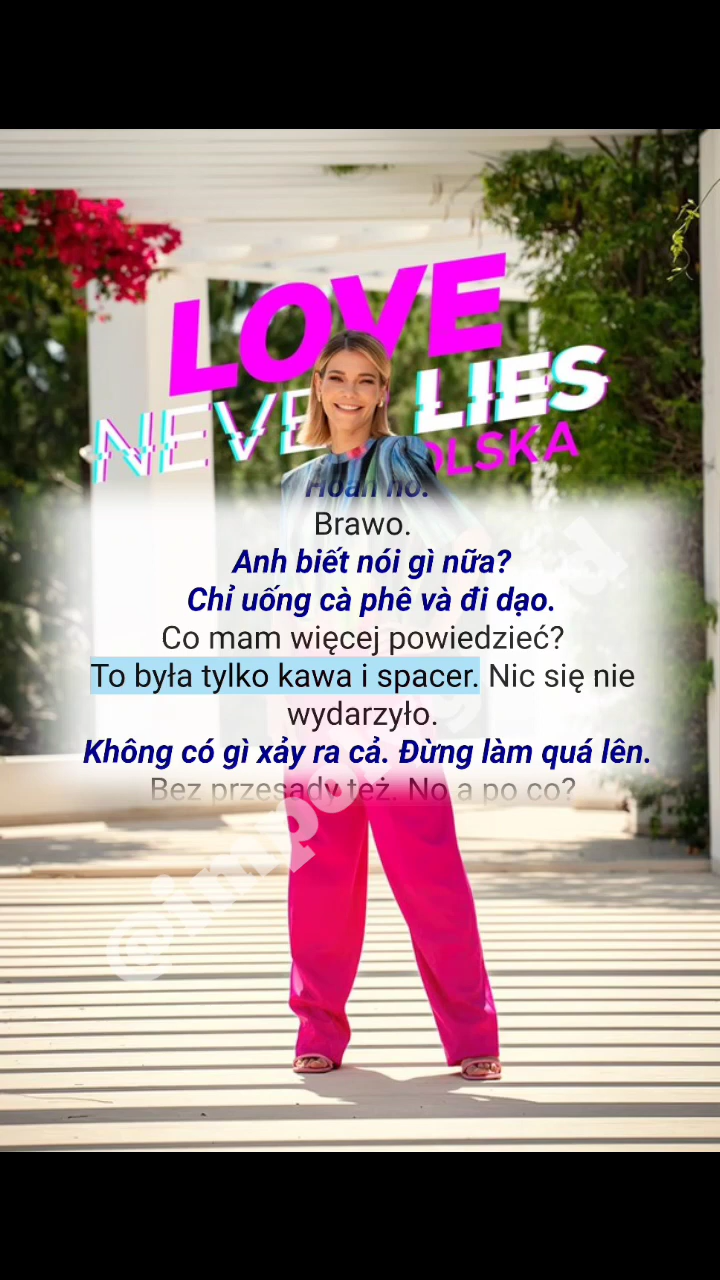 LOVE
LIES
Brawo.
Anh biết nói gì nữa?
Chỉ uống cà phê và đi dạo.
Co mam więcej powiedzieć?
To była tylko kawa i spacer. Nic się nie
wydarzyło.
Không có gì xảy ra cả. Đừng làm quá lên.
Bez przesady też. No a po co?